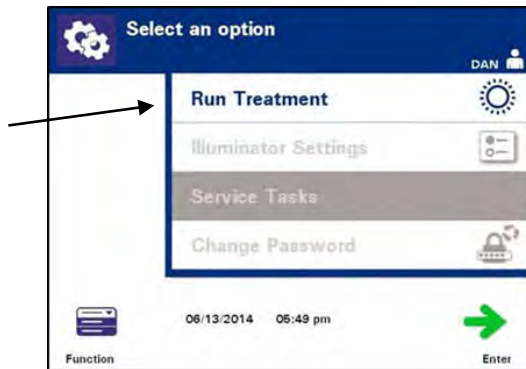 Select an option
DAN
Run Treatment
Illuminator Settings
Service Tasks
Change Password
06/13/2014 05:49 pm
Function
Enter